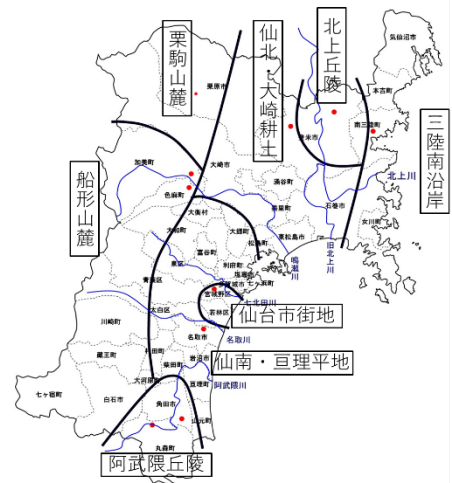 気仙沼市
北上丘陵
仙北・大崎耕土
栗駒山麓
栗原市
本吉町
南三陸町
登米市
三陸南沿岸
大崎市
加美町
色麻町
涌谷町
北上川
石巻市
女川町
船形山麓
大衡村
大郷町
松島町
東松島市
大和町
富谷町
利府町
鳴瀬川
旧北上川
七ヶ浜町
青葉区
宮城野区
七北田川
太白区
若林区
仙台市街地
川崎町
名取市
名取川
村田町
岩沼市
仙南・亘理平地
蔵王町
柴田町
大河原町
亘理町
阿武隈川
七ヶ宿町
白石市
角田市
山元町
丸森町
阿武隈丘陵